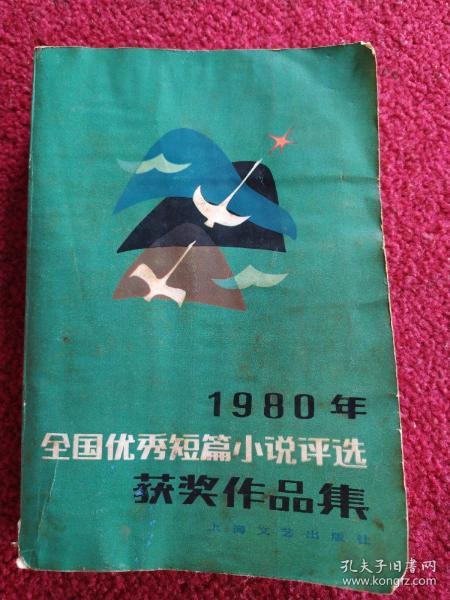 1980年
全国优秀短篇小说评选
获奖作品集
上海文艺出版社
孔夫子旧书网
www.kongfz.com